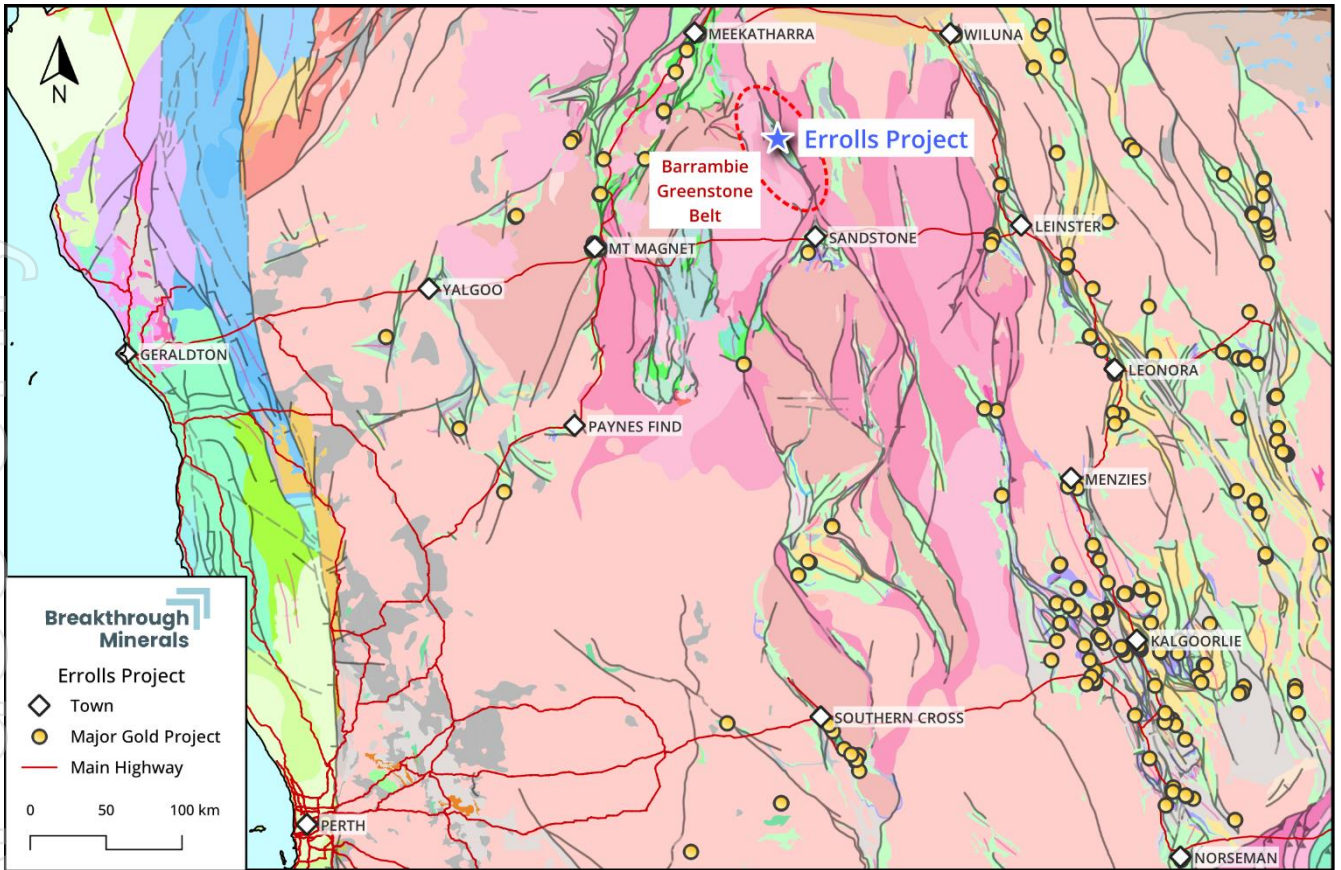 MEEKATHARRA
WILUNA
Errolls Project
Barrambie
Greenstone
Belt
LEINSTER
SANDSTONE
MT MAGNET
YALGOO
GERALDTON
LEONORA
PAYNES FIND
MENZIES
KALGOORLIE
SOUTHERN CROSS
PERTH
NORSEMAN
N
Breakthrough
Minerals
Errolls Project
Town
Major Gold Project
Main Highway
0 50 100 km